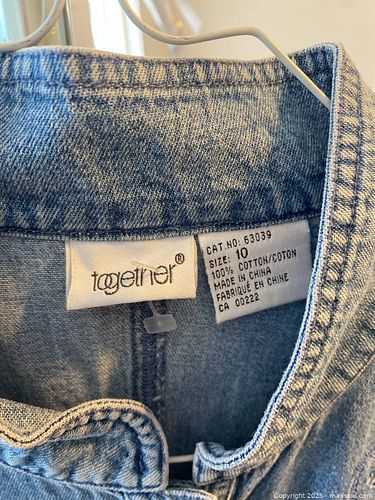 together®
CAT.NO: 63039
SIZE: 10
100% COTTON/COTON
MADE IN CHINA
FABRIQUÉ EN CHINE
CA 00222
Copyright 2025 - maxsold.com